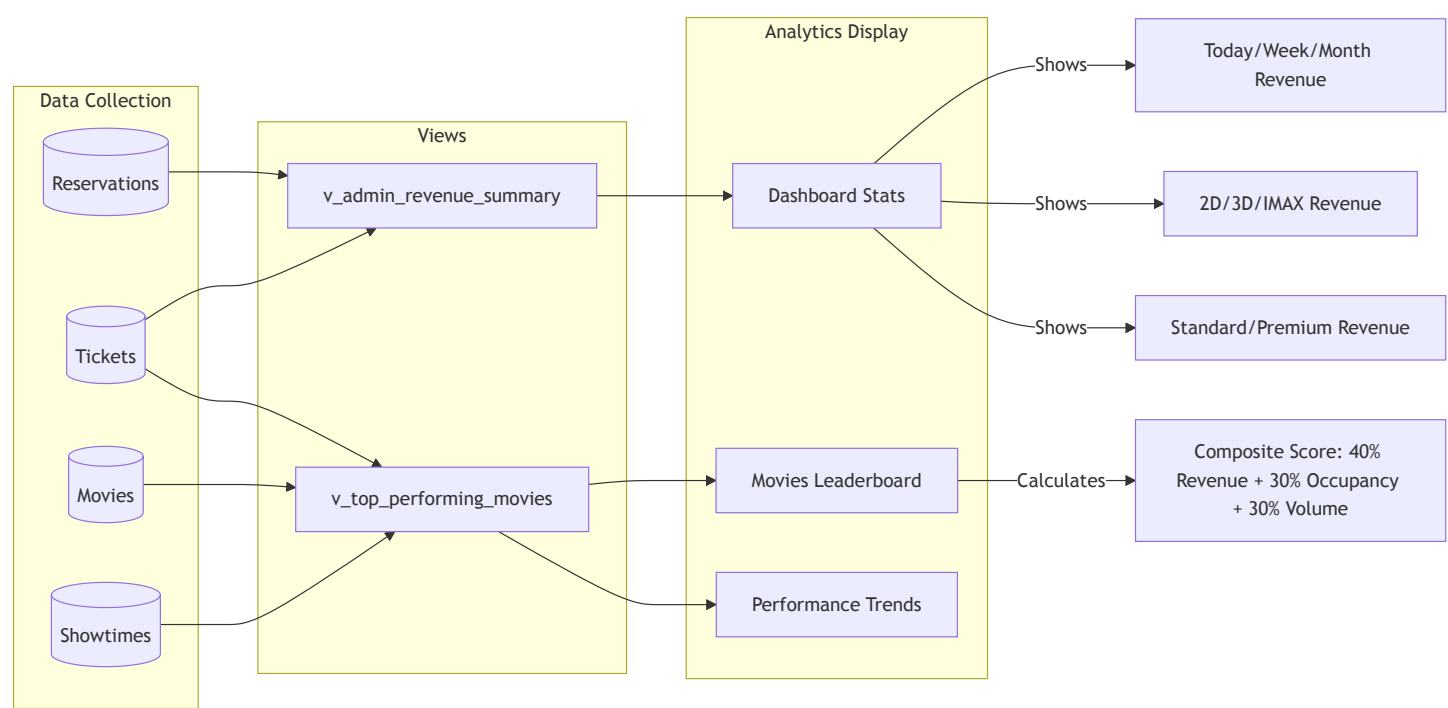 Data Collection
Reservations
Tickets
Movies
Showtimes
Views
v_admin_revenue_summary
v_top_performing_movies
Analytics Display
Dashboard Stats
Movies Leaderboard
Performance Trends
Shows
Shows
Shows
Calculates
Today/Week/Month
Revenue
2D/3D/IMAX Revenue
Standard/Premium Revenue
Composite Score: 40%
Revenue + 30% Occupancy
+ 30% Volume